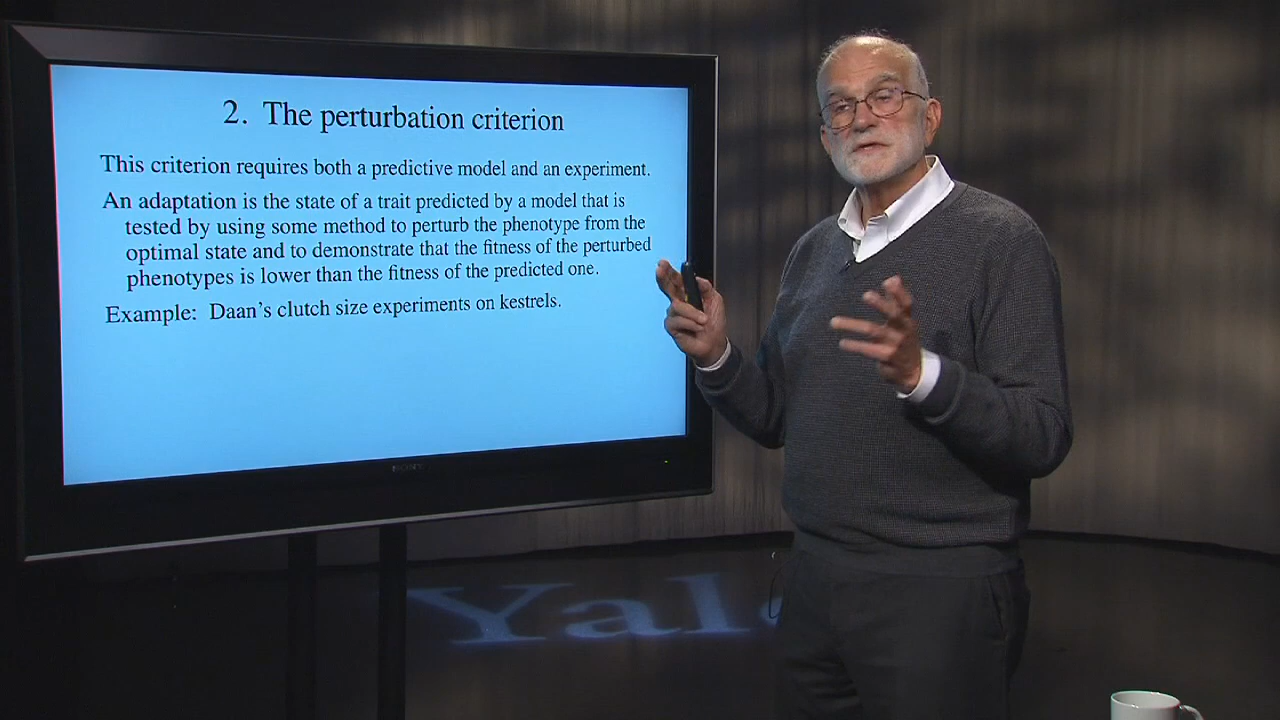 2. The perturbation criterion
This criterion requires both a predictive model and an experiment.
An adaptation is the state of a trait predicted by a model that is
tested by using some method to perturb the phenotype from the
optimal state and to demonstrate that the fitness of the perturbed
phenotypes is lower than the fitness of the predicted one.
Example: Daan's clutch size experiments on kestrels.
SONY
Yale